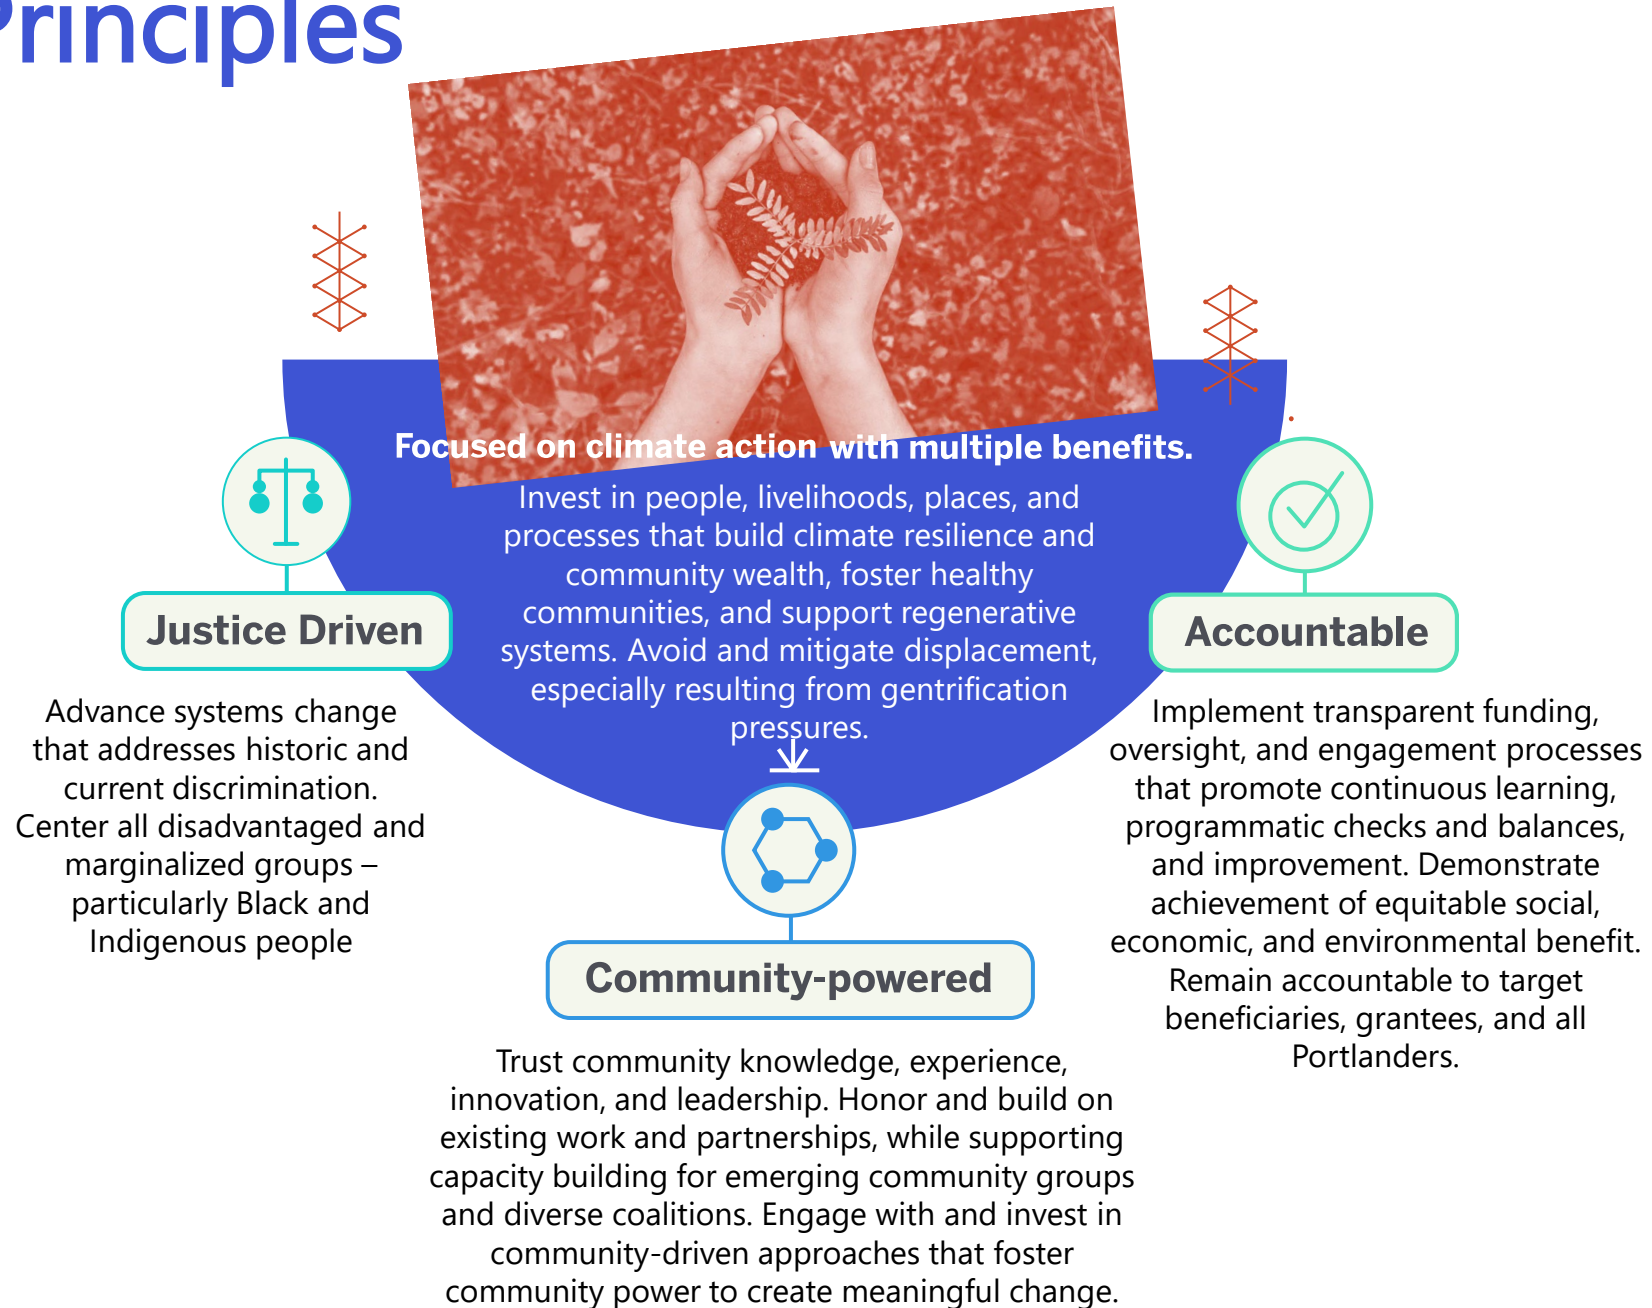 Principles
Focused on climate action with multiple benefits.
Invest in people, livelihoods, places, and
processes that build climate resilience and
community wealth, foster healthy
communities, and support regenerative
systems. Avoid and mitigate displacement,
especially resulting from gentrification
pressures.
Justice Driven
Advance systems change
that addresses historic and
current discrimination.
Center all disadvantaged and
marginalized groups –
particularly Black and
Indigenous people
Community-powered
Trust community knowledge, experience,
innovation, and leadership. Honor and build on
existing work and partnerships, while supporting
capacity building for emerging community groups
and diverse coalitions. Engage with and invest in
community-driven approaches that foster
community power to create meaningful change.
Accountable
Implement transparent funding,
oversight, and engagement processes
that promote continuous learning,
programmatic checks and balances,
and improvement. Demonstrate
achievement of equitable social,
economic, and environmental benefit.
Remain accountable to target
beneficiaries, grantees, and all
Portlanders.